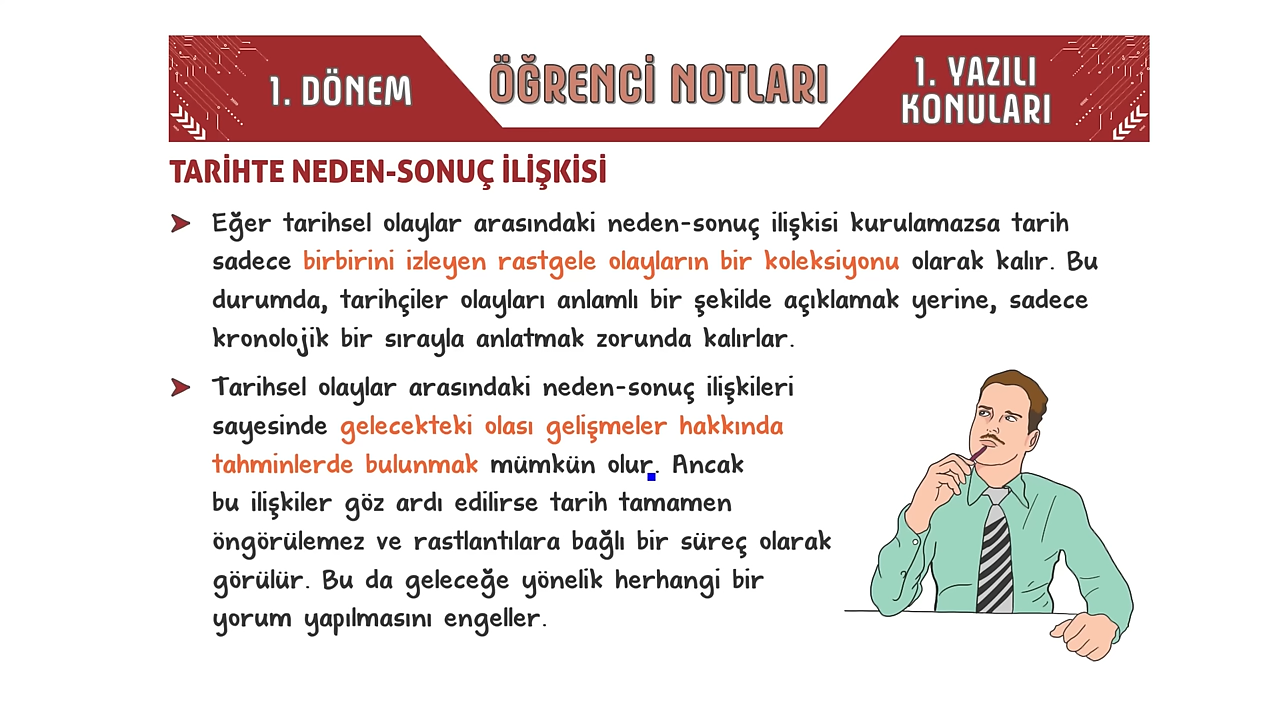 1. DÖNEM
ÖĞRENCİ NOTLARI
1. YAZILI
KONULARI
TARİHTE NEDEN-SONUÇ İLİŞKİSİ
Eğer tarihsel olaylar arasındaki neden-sonuç ilişkisi kurulamazsa tarih
sadece birbirini izleyen rastgele olayların bir koleksiyonu olarak kalır. Bu
durumda, tarihçiler olayları anlamlı bir şekilde açıklamak yerine, sadece
kronolojik bir sırayla anlatmak zorunda kalırlar.
Tarihsel olaylar arasındaki neden-sonuç ilişkileri
sayesinde gelecekteki olası gelişmeler hakkında
tahminlerde bulunmak mümkün olur. Ancak
bu ilişkiler göz ardı edilirse tarih tamamen
öngörülemez ve rastlantılara bağlı bir süreç olarak
görülür. Bu da geleceğe yönelik herhangi bir
yorum yapılmasını engeller.